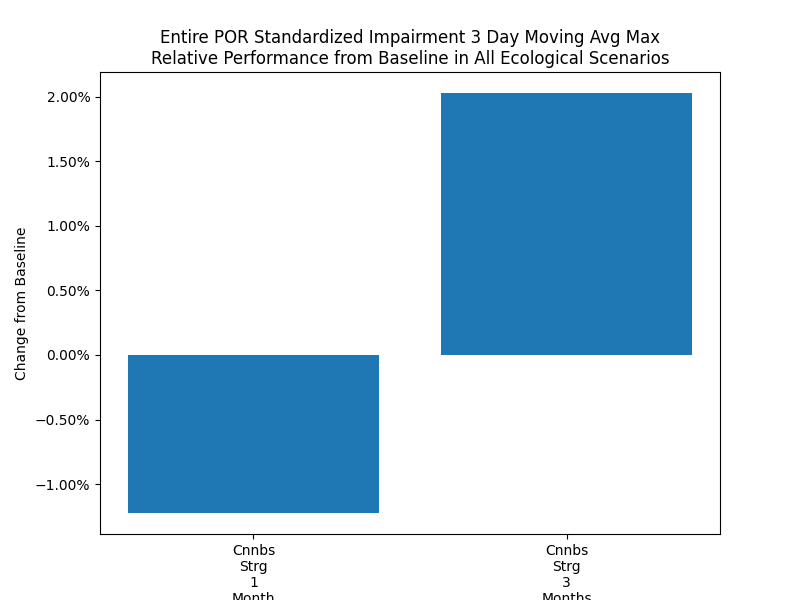 Entire POR Standardized Impairment 3 Day Moving Avg Max
Relative Performance from Baseline in All Ecological Scenarios
Change from Baseline
2.00%
1.50%
1.00%
0.50%
0.00%
−0.50%
−1.00%
Cnnbs
Strg
1
Month
Cnnbs
Strg
3
Months